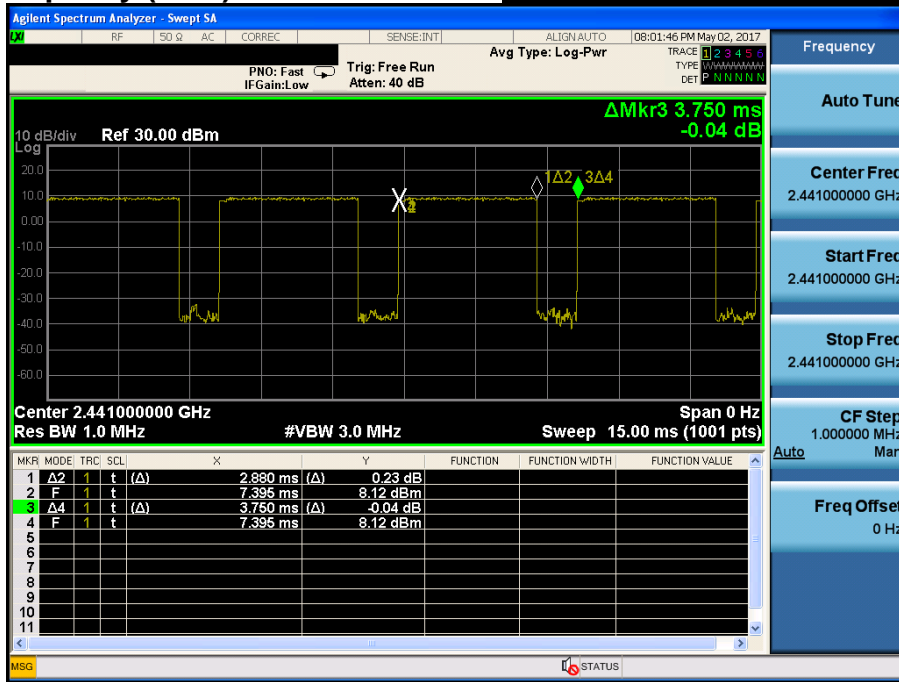 Agilent Spectrum Analyzer - Swept SA
LXI RF 50 Ω AC CORREC SENSE:INT ALIGN AUTO 08:01:46 PM May 02, 2017
Avg Type: Log-Pwr TRACE 1 2 3 4 5 6
PNO: Fast Trig: Free Run TYPE
IFGain:Low Atten: 40 dB DET P N N N N N
ΔMkr3 3.750 ms
-0.04 dB
10 dB/div Ref 30.00 dBm
Log
1Δ2 3Δ4
20.0
10.0
0.00
-10.0
-20.0
-30.0
-40.0
-50.0
-60.0
Center 2.441000000 GHz Span 0 Hz
Res BW 1.0 MHz #VBW 3.0 MHz Sweep 15.00 ms (1001 pts)
MKR MODE TRC SCL X Y FUNCTION FUNCTION WIDTH FUNCTION VALUE
1 Δ2 1 t (Δ) 2.880 ms (Δ) 0.23 dB
2 F 1 t 7.395 ms 8.12 dBm
3 Δ4 1 t (Δ) 3.750 ms (Δ) -0.04 dB
4 F 1 t 7.395 ms 8.12 dBm
5
6
7
8
9
10
11
MSG STATUS
Frequency
Auto Tune
Center Freq
2.441000000 GHz
Start Freq
2.441000000 GHz
Stop Freq
2.441000000 GHz
CF Step
1.000000 MHz
Auto Man
Freq Offset
0 Hz